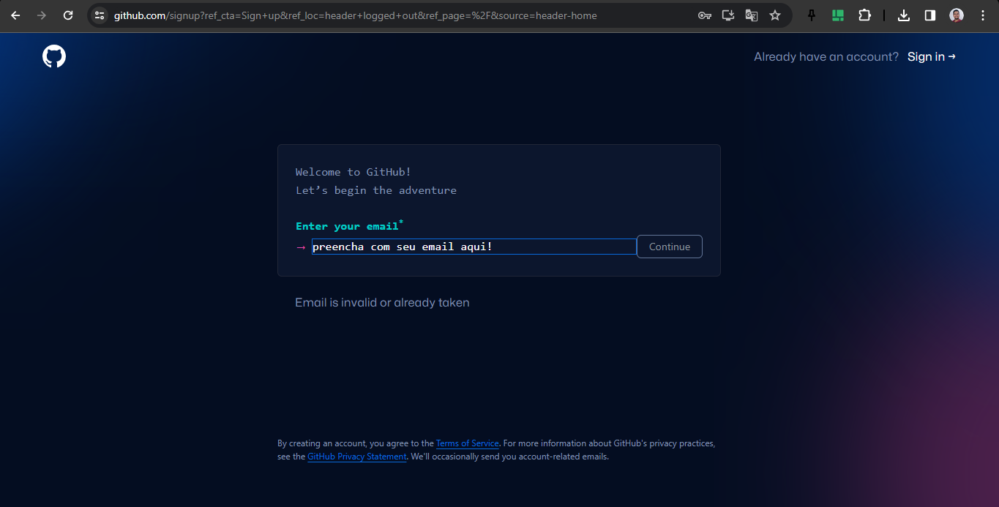 github.com/signup?ref_cta=Sign+up&ref_loc=header+logged+out&ref_page=%2F&source=header-home
Already have an account? Sign in →
Welcome to GitHub!
Let’s begin the adventure
Enter your email*
→ preencha com seu email aqui! Continue
Email is invalid or already taken
By creating an account, you agree to the Terms of Service. For more information about GitHub's privacy practices,
see the GitHub Privacy Statement. We'll occasionally send you account-related emails.